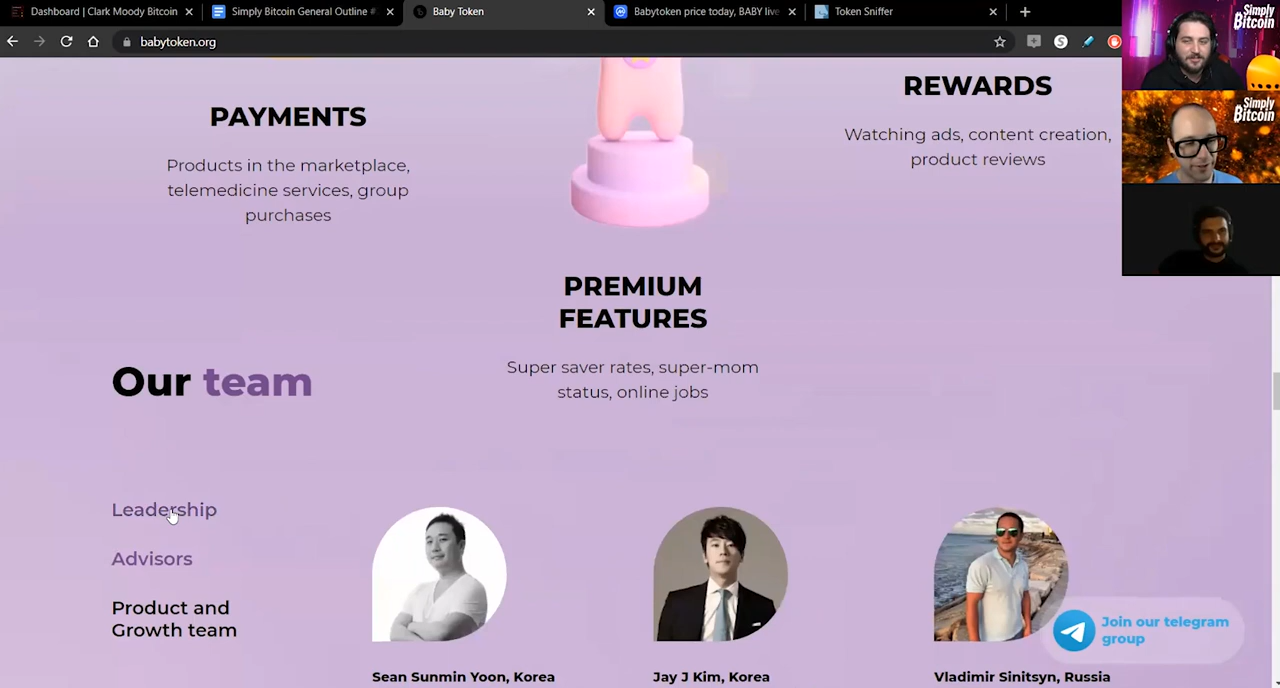 Dashboard | Clark Moody Bitcoin
Simply Bitcoin General Outline #
Baby Token
Babytoken price today, BABY live
Token Sniffer
babytoken.org
Simply
Bitcoin
Simply
Bitcoin
PAYMENTS
Products in the marketplace,
telemedicine services, group
purchases
REWARDS
Watching ads, content creation,
product reviews
PREMIUM
FEATURES
Super saver rates, super-mom
status, online jobs
Our team
Leadership
Advisors
Product and
Growth team
Join our telegram
group
Sean Sunmin Yoon, Korea
Jay J Kim, Korea
Vladimir Sinitsyn, Russia